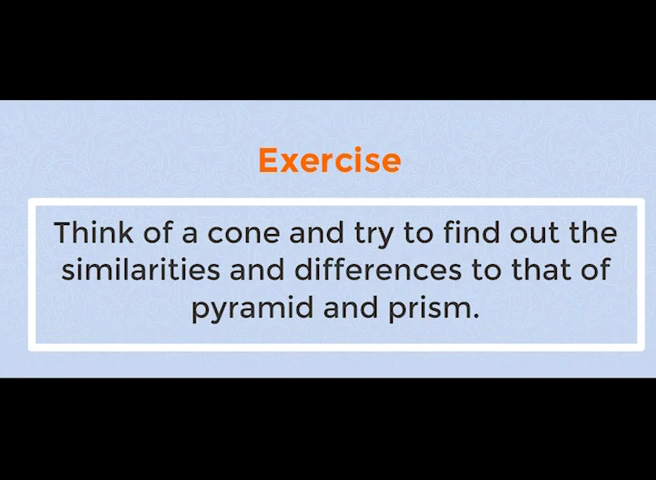 Exercise
Think of a cone and try to find out the
similarities and differences to that of
pyramid and prism.